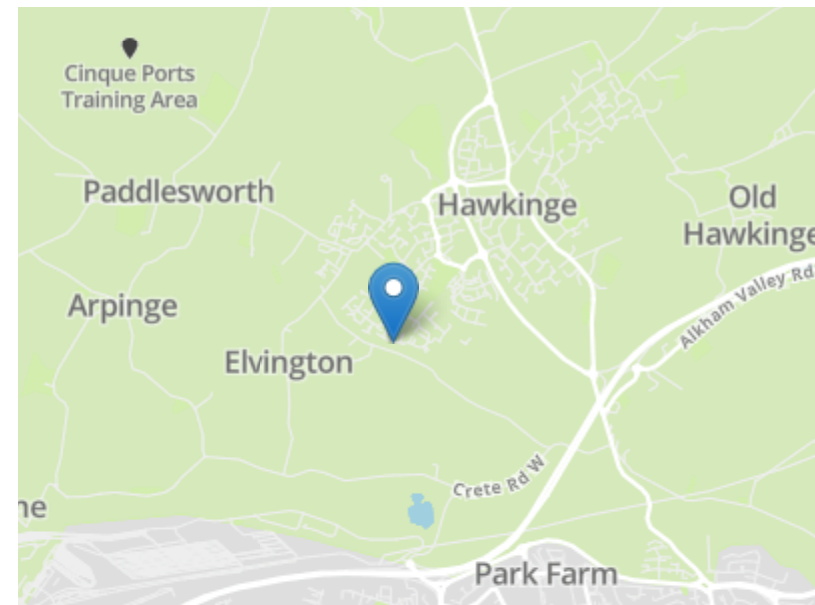 Cinque Ports
Training Area
Paddlesworth
Hawkinge
Old
Hawkinge
Arpinge
Alkham Valley Rd
Elvington
Crete Rd W
ne
Park Farm